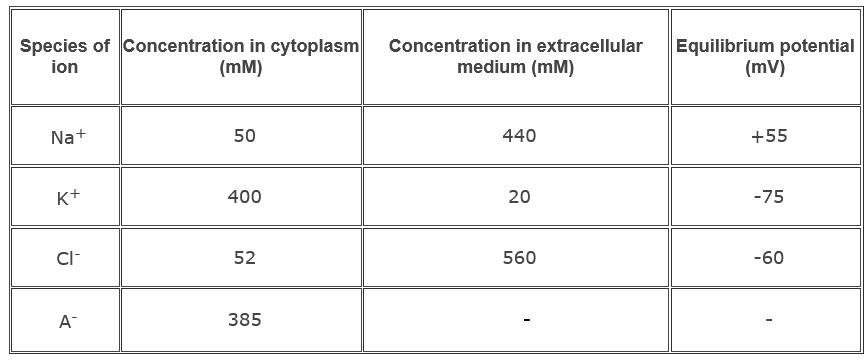 Species of Concentration in cytoplasm Concentration in extracellular Equilibrium potential
ion (mM) medium (mM) (mV)
Na⁺ 50 440 +55
K⁺ 400 20 -75
Cl⁻ 52 560 -60
A⁻ 385 - -